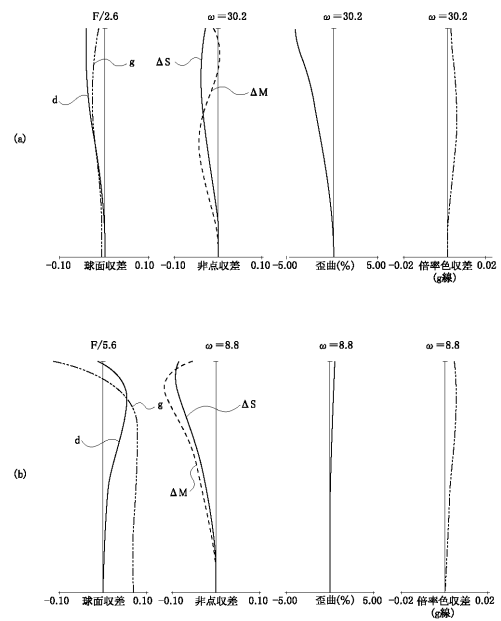 F/2.6
ω=30.2
ω=30.2
ω=30.2
g
ΔS
d
ΔM
(a)
-0.10 球面収差 0.10
-0.10 非点収差 0.10
-5.00 歪曲(%) 5.00
-0.02 倍率色収差 0.02
(g線)
F/5.6
ω=8.8
ω=8.8
ω=8.8
g
ΔS
d
(b)
ΔM
-0.10 球面収差 0.10
-0.10 非点収差 0.10
-5.00 歪曲(%) 5.00
-0.02 倍率色収差 0.02
(g線)